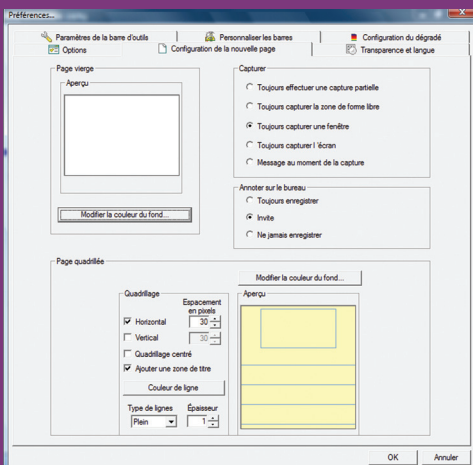 Préférences...
Paramètres de la barre d'outils
Personnaliser les barres
Configuration du dégradé
Options
Configuration de la nouvelle page
Transparence et langue
Page vierge
Aperçu
Modifier la couleur du fond...
Capturer
Toujours effectuer une capture partielle
Toujours capturer la zone de forme libre
Toujours capturer une fenêtre
Toujours capturer l 'écran
Message au moment de la capture
Annoter sur le bureau
Toujours enregistrer
Invite
Ne jamais enregistrer
Page quadrillée
Quadrillage
Espacement
en pixels
Horizontal 30
Vertical 30
Quadrillage centré
Ajouter une zone de titre
Couleur de ligne
Type de lignes Épaisseur
Plein 1
Modifier la couleur du fond...
Aperçu
OK Annuler